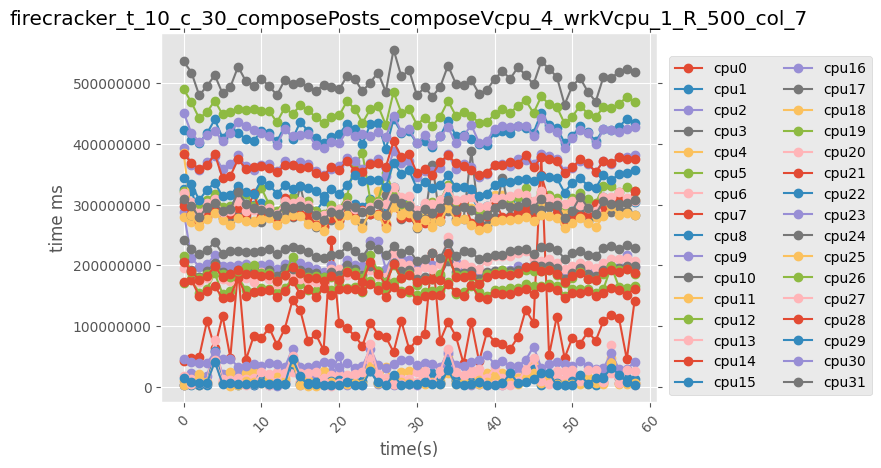 firecracker_t_10_c_30_composePosts_composeVcpu_4_wrkVcpu_1_R_500_col_7
time ms
500000000
400000000
300000000
200000000
100000000
0
0
10
20
30
40
50
60
time(s)
cpu0
cpu1
cpu2
cpu3
cpu4
cpu5
cpu6
cpu7
cpu8
cpu9
cpu10
cpu11
cpu12
cpu13
cpu14
cpu15
cpu16
cpu17
cpu18
cpu19
cpu20
cpu21
cpu22
cpu23
cpu24
cpu25
cpu26
cpu27
cpu28
cpu29
cpu30
cpu31